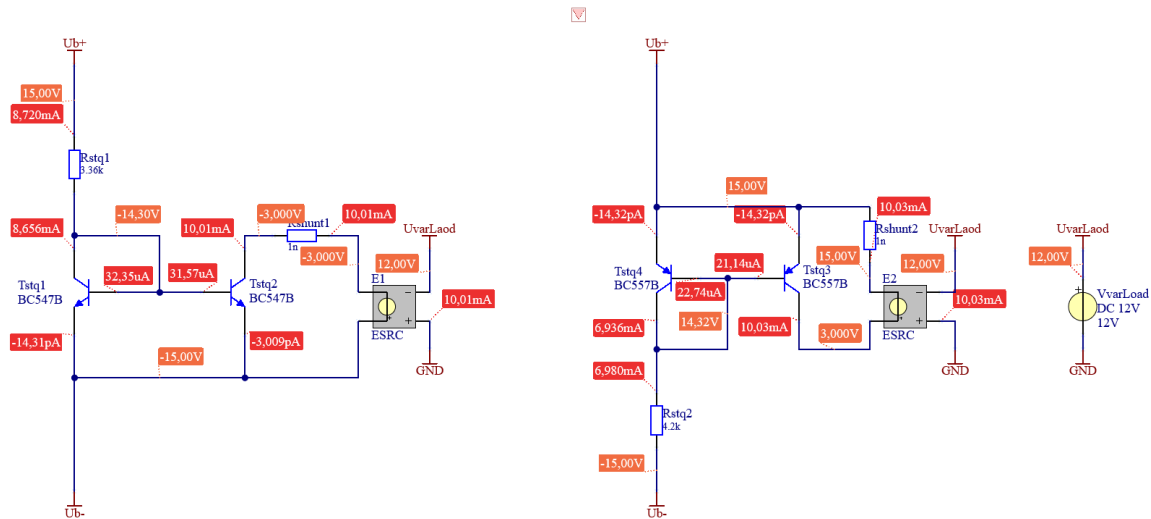 Ub+
15,00V
8,720mA
Rstq1
3.36k
8,656mA
-14,30V
-3,000V
10,01mA
10,01mA
Rshunt1
1n
-3,000V
UvarLaod
12,00V
Tstq1
BC547B
32,35uA
31,57uA
Tstq2
BC547B
E1
10,01mA
ESRC
-14,31pA
-3,009pA
-15,00V
GND
Ub-
Ub+
15,00V
-14,32pA
-14,32pA
10,03mA
Rshunt2
1n
15,00V
UvarLaod
12,00V
Tstq4
BC557B
21,14uA
22,74uA
Tstq3
BC557B
E2
10,03mA
ESRC
6,936mA
14,32V
10,03mA
3,000V
GND
6,980mA
Rstq2
4.2k
-15,00V
Ub-
UvarLaod
12,00V
+
VvarLoad
DC 12V
12V
GND